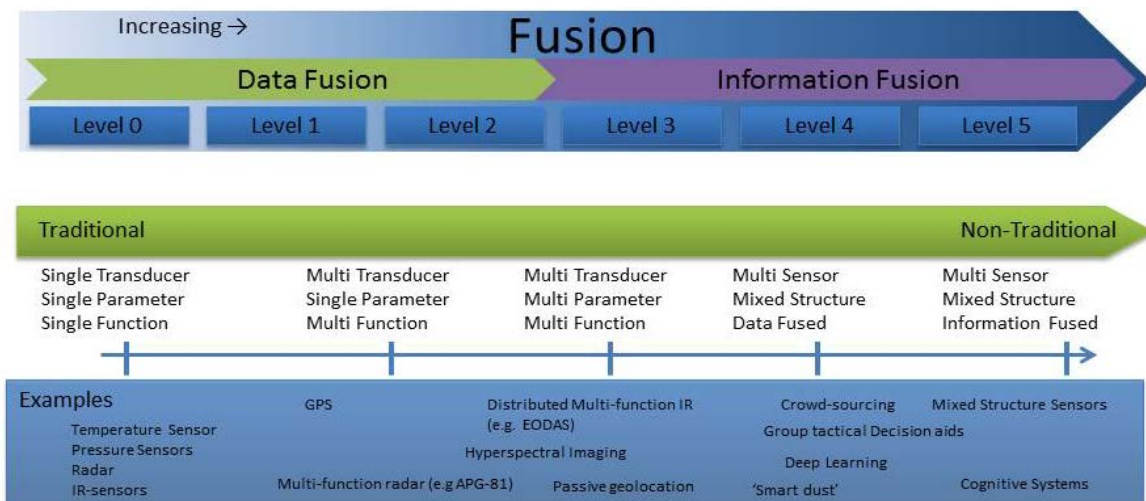 Increasing →
Fusion
Data Fusion
Information Fusion
Level 0
Level 1
Level 2
Level 3
Level 4
Level 5
Traditional
Non-Traditional
Single Transducer
Single Parameter
Single Function
Multi Transducer
Single Parameter
Multi Function
Multi Transducer
Multi Parameter
Multi Function
Multi Sensor
Mixed Structure
Data Fused
Multi Sensor
Mixed Structure
Information Fused
Examples
Temperature Sensor
Pressure Sensors
Radar
IR-sensors
GPS
Multi-function radar (e.g APG-81)
Distributed Multi-function IR
(e.g. EODAS)
Hyperspectral Imaging
Passive geolocation
Crowd-sourcing
Group tactical Decision aids
Deep Learning
'Smart dust'
Mixed Structure Sensors
Cognitive Systems